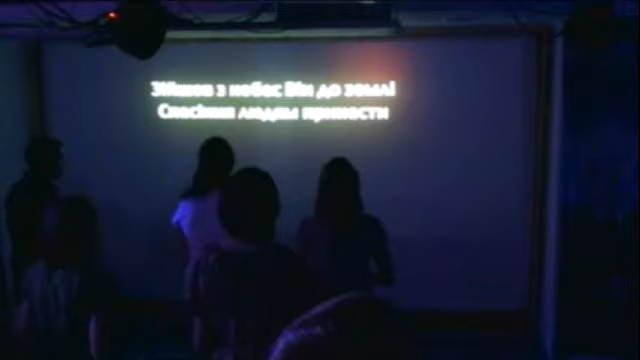 Зійшов з небес Він до землі
Спасіння людям принести